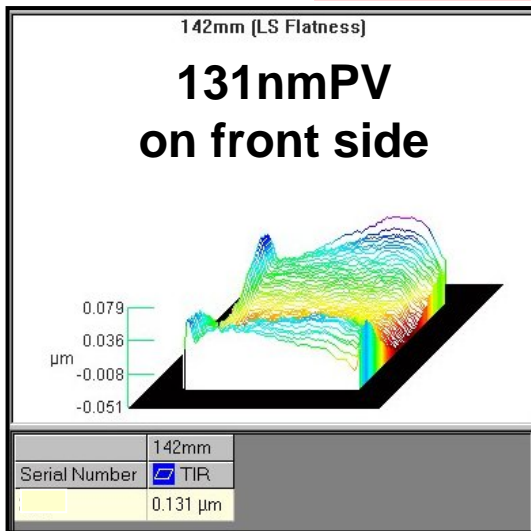 142mm (LS Flatness)
131nmPV
on front side
0.079
0.036
µm
-0.008
-0.051
142mm
Serial Number TIR
0.131 µm